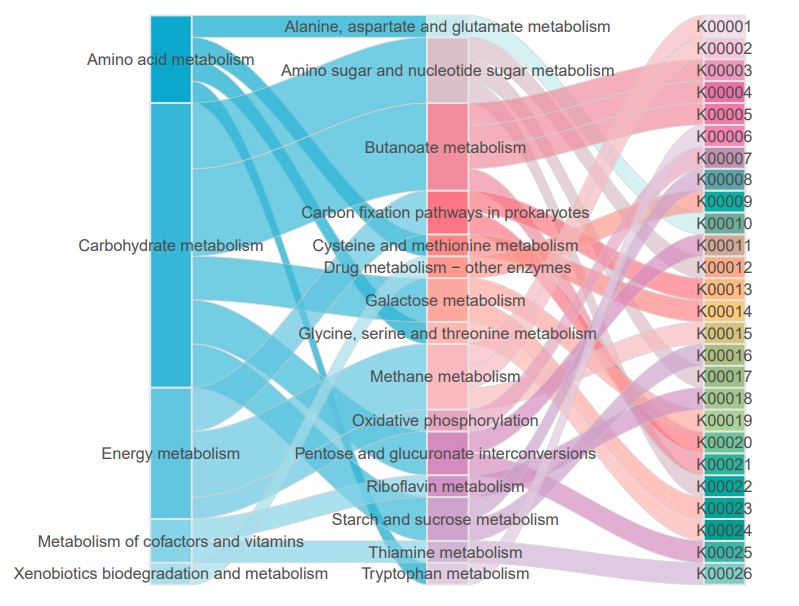 Amino acid metabolism
Carbohydrate metabolism
Energy metabolism
Metabolism of cofactors and vitamins
Xenobiotics biodegradation and metabolism
Alanine, aspartate and glutamate metabolism
Amino sugar and nucleotide sugar metabolism
Butanoate metabolism
Carbon fixation pathways in prokaryotes
Cysteine and methionine metabolism
Drug metabolism − other enzymes
Galactose metabolism
Glycine, serine and threonine metabolism
Methane metabolism
Oxidative phosphorylation
Pentose and glucuronate interconversions
Riboflavin metabolism
Starch and sucrose metabolism
Thiamine metabolism
Tryptophan metabolism
K00001
K00002
K00003
K00004
K00005
K00006
K00007
K00008
K00009
K00010
K00011
K00012
K00013
K00014
K00015
K00016
K00017
K00018
K00019
K00020
K00021
K00022
K00023
K00024
K00025
K00026